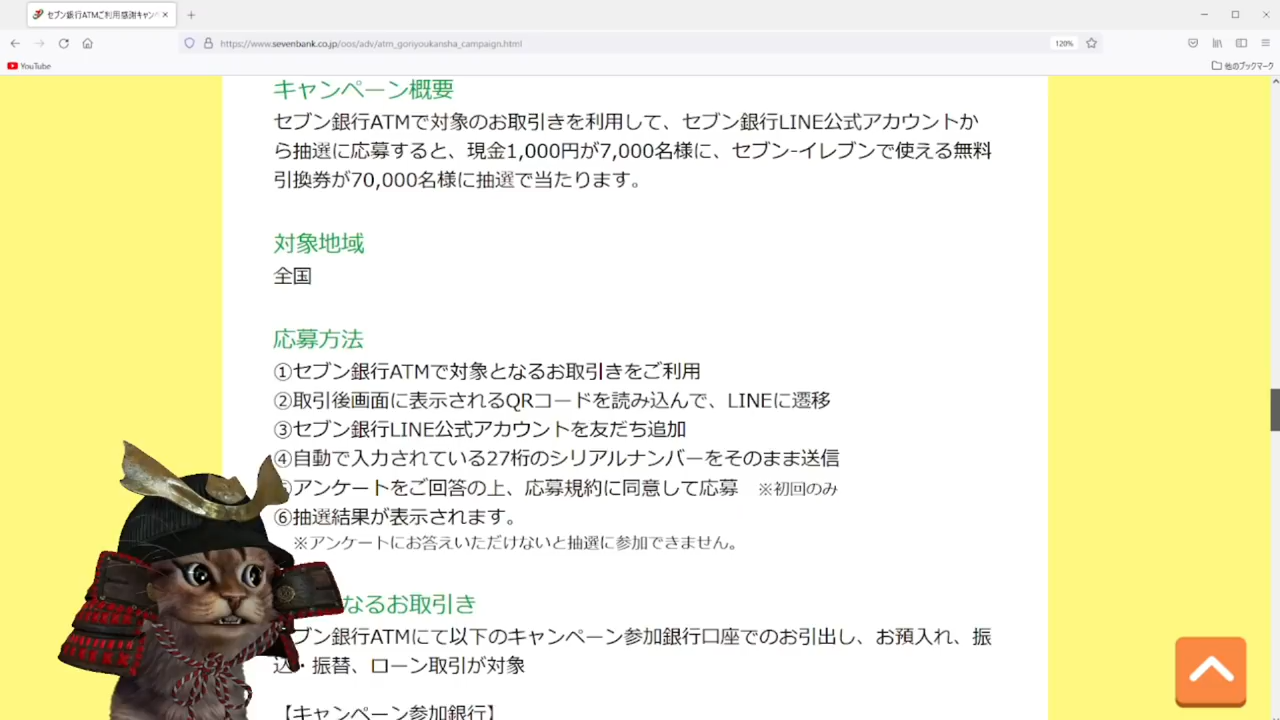 セブン銀行ATMご利用感謝キャンペ
https://www.sevenbank.co.jp/oos/adv/atm_goriyoukansha_campaign.html
120%
YouTube
他のブックマーク
キャンペーン概要
セブン銀行ATMで対象のお取引きを利用して、セブン銀行LINE公式アカウントか
ら抽選に応募すると、現金1,000円が7,000名様に、セブン-イレブンで使える無料
引換券が70,000名様に抽選で当たります。
対象地域
全国
応募方法
①セブン銀行ATMで対象となるお取引きをご利用
②取引後画面に表示されるQRコードを読み込んで、LINEに遷移
③セブン銀行LINE公式アカウントを友だち追加
④自動で入力されている27桁のシリアルナンバーをそのまま送信
アンケートをご回答の上、応募規約に同意して応募 ※初回のみ
⑥抽選結果が表示されます。
※アンケートにお答えいただけないと抽選に参加できません。
なるお取引き
ブン銀行ATMにて以下のキャンペーン参加銀行口座でのお引出し、お預入れ、振
込・振替、ローン取引が対象
【キャンペーン参加銀行】